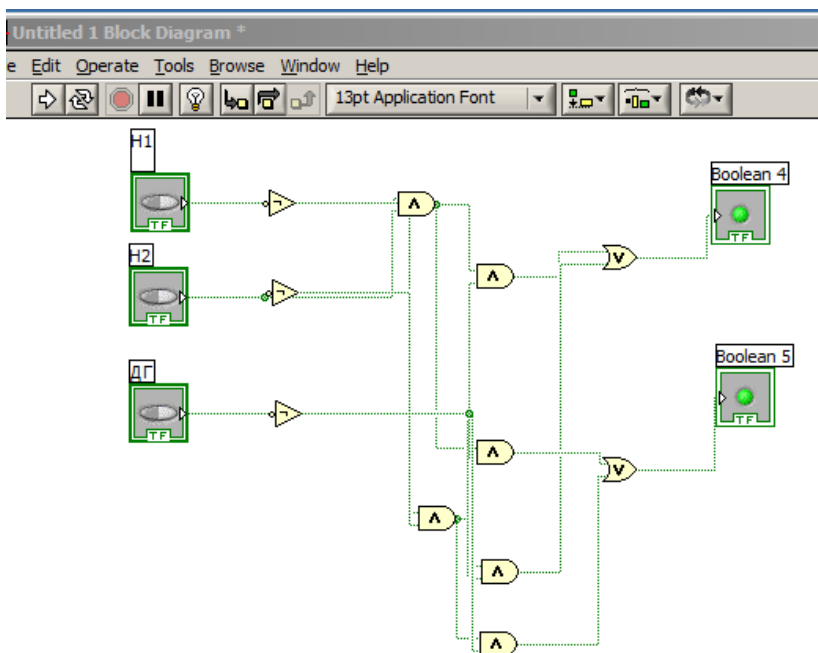 Untitled 1 Block Diagram *
e Edit Operate Tools Browse Window Help
13pt Application Font
H1
TF
H2
TF
ДГ
TF
Boolean 4
TF
Boolean 5
TF